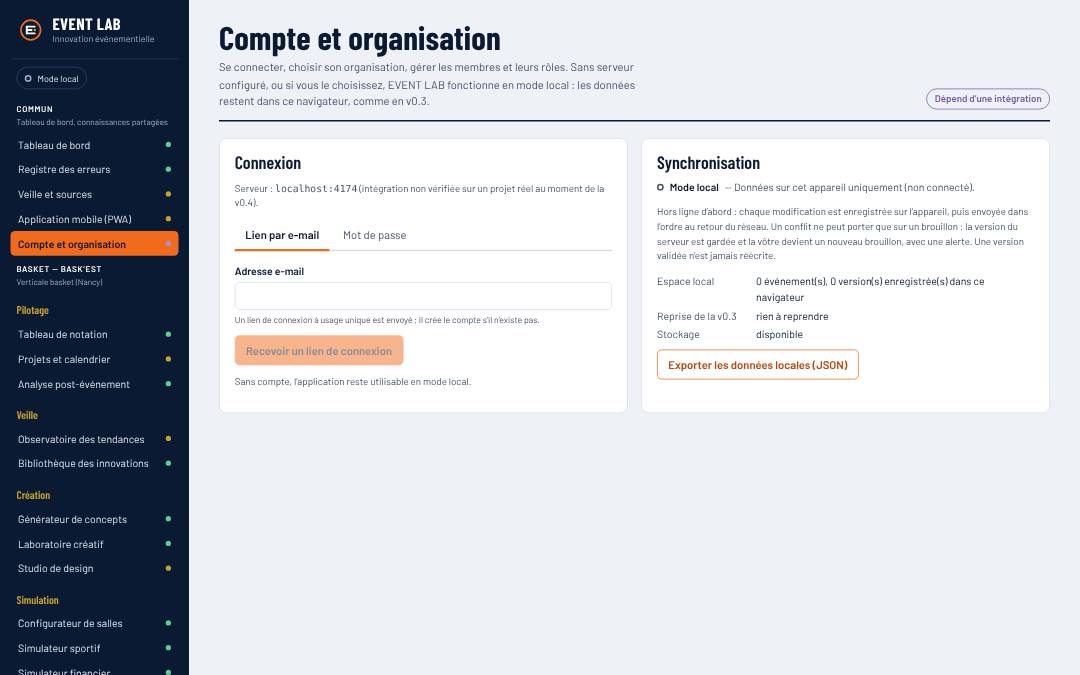 EVENT LAB
Innovation événementielle
Mode local
COMMUN
Tableau de bord, connaissances partagées
Tableau de bord
Registre des erreurs
Veille et sources
Application mobile (PWA)
Compte et organisation
BASKET — BASK'EST
Verticale basket (Nancy)
Pilotage
Tableau de notation
Projets et calendrier
Analyse post-événement
Veille
Observatoire des tendances
Bibliothèque des innovations
Création
Générateur de concepts
Laboratoire créatif
Studio de design
Simulation
Configurateur de salles
Simulateur sportif
Simulateur financier
Compte et organisation
Se connecter, choisir son organisation, gérer les membres et leurs rôles. Sans serveur
configuré, ou si vous le choisissez, EVENT LAB fonctionne en mode local : les données
restent dans ce navigateur, comme en v0.3.
Dépend d'une intégration
Connexion
Serveur : localhost:4174 (intégration non vérifiée sur un projet réel au moment de la
v0.4).
Lien par e-mail
Mot de passe
Adresse e-mail
Un lien de connexion à usage unique est envoyé ; il crée le compte s'il n'existe pas.
Recevoir un lien de connexion
Sans compte, l'application reste utilisable en mode local.
Synchronisation
Mode local — Données sur cet appareil uniquement (non connecté).
Hors ligne d'abord : chaque modification est enregistrée sur l'appareil, puis envoyée dans
l'ordre au retour du réseau. Un conflit ne peut porter que sur un brouillon : la version du
serveur est gardée et la vôtre devient un nouveau brouillon, avec une alerte. Une version
validée n'est jamais réécrite.
Espace local 0 événement(s), 0 version(s) enregistrée(s) dans ce
navigateur
Reprise de la v0.3 rien à reprendre
Stockage disponible
Exporter les données locales (JSON)